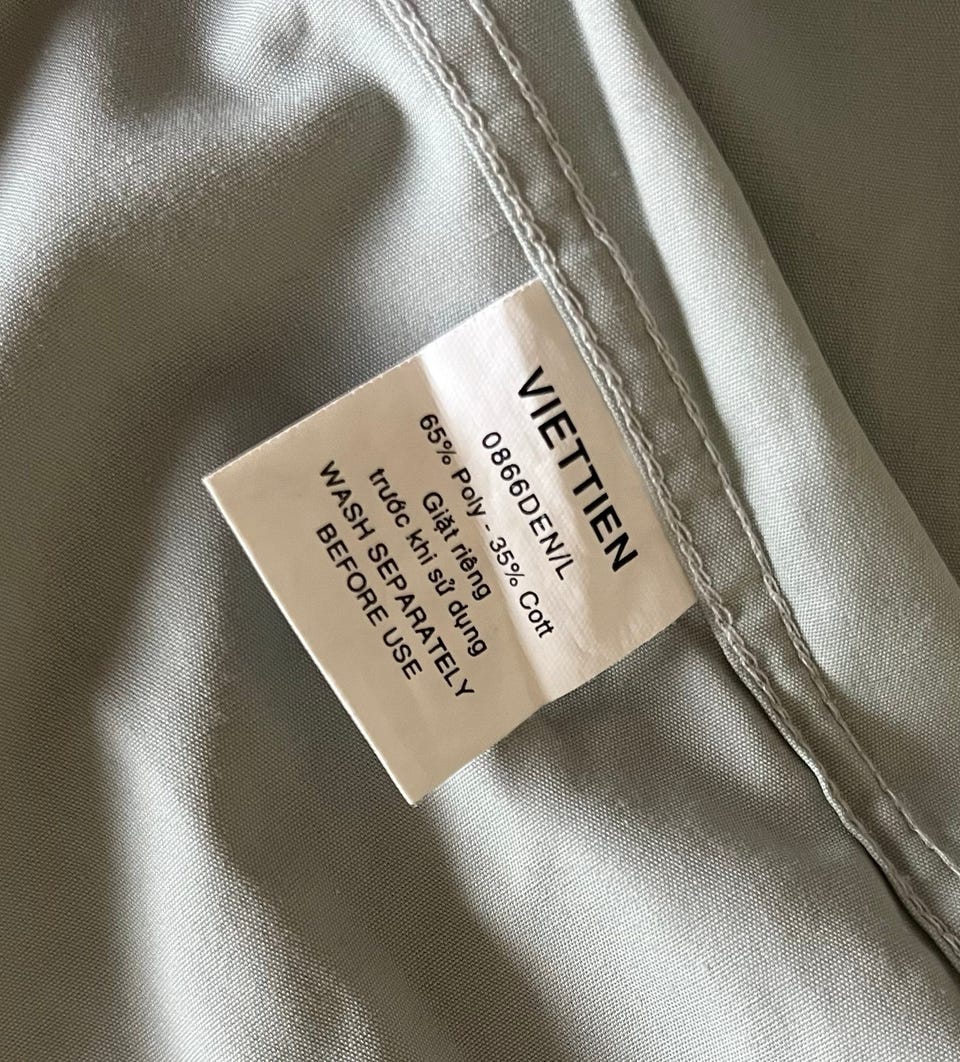 VIETTIEN
0866DEN/L
65% Poly - 35% Cott
Giặt riêng
trước khi sử dụng
WASH SEPARATELY
BEFORE USE